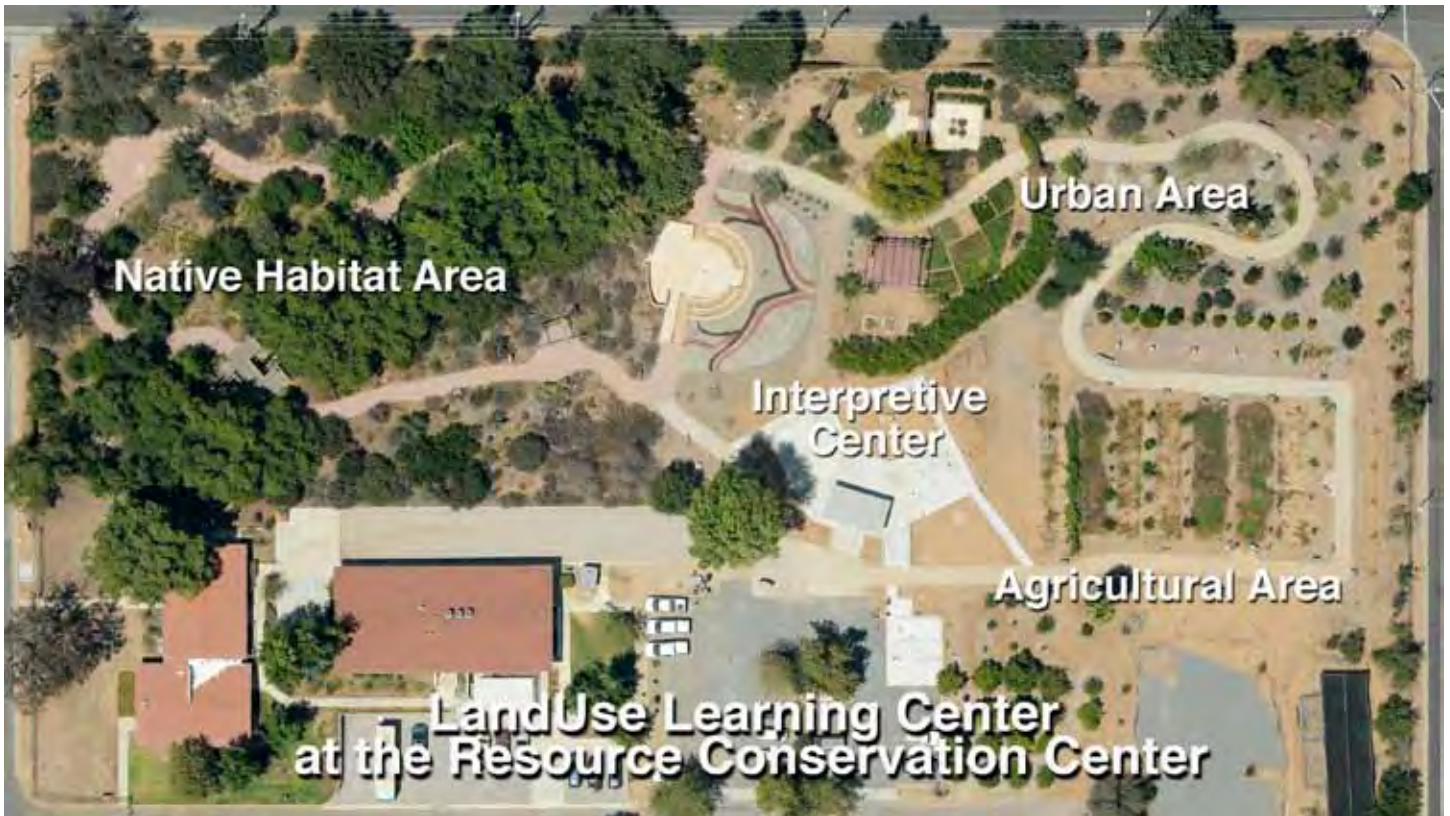 Urban Area
Native Habitat Area
Interpretive
Center
Agricultural Area
LandUse Learning Center
at the Resource Conservation Center